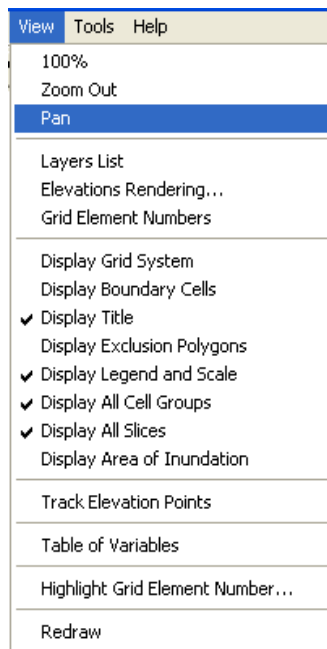 View Tools Help
100%
Zoom Out
Pan
Layers List
Elevations Rendering...
Grid Element Numbers
Display Grid System
Display Boundary Cells
Display Title
Display Exclusion Polygons
Display Legend and Scale
Display All Cell Groups
Display All Slices
Display Area of Inundation
Track Elevation Points
Table of Variables
Highlight Grid Element Number...
Redraw